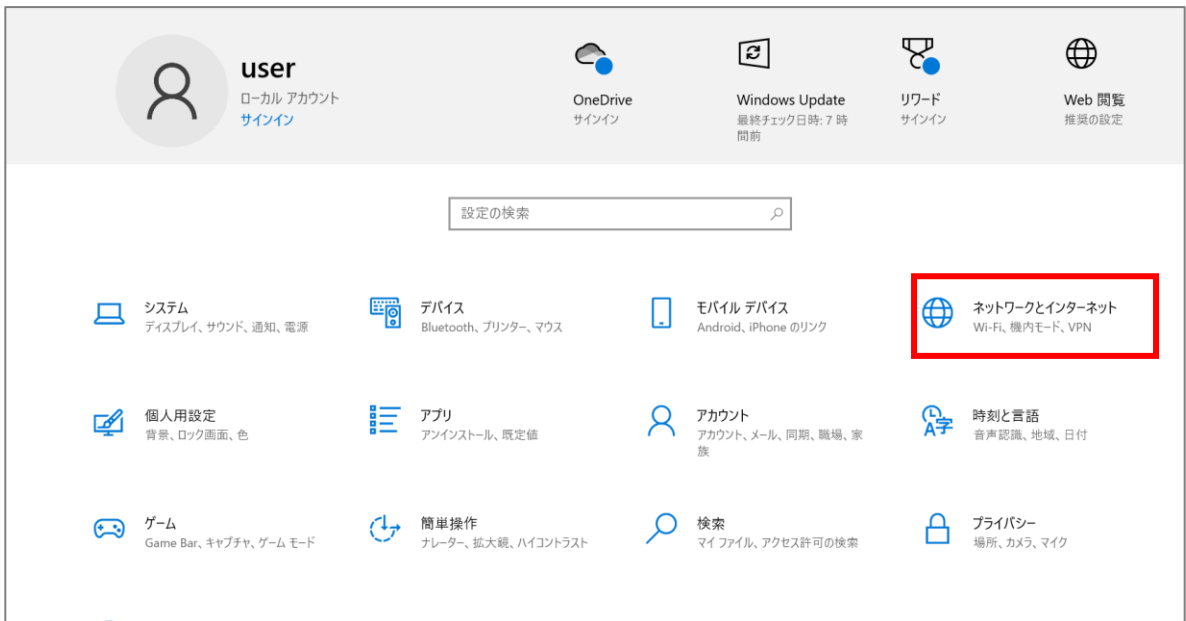 user
ローカル アカウント
サインイン
OneDrive
サインイン
Windows Update
最終チェック日時: 7 時
間前
リワード
サインイン
Web 閲覧
推奨の設定
設定の検索
システム
ディスプレイ、サウンド、通知、電源
デバイス
Bluetooth、プリンター、マウス
モバイル デバイス
Android、iPhone のリンク
ネットワークとインターネット
Wi-Fi、機内モード、VPN
個人用設定
背景、ロック画面、色
アプリ
アンインストール、既定値
アカウント
アカウント、メール、同期、職場、家
族
A字
時刻と言語
音声認識、地域、日付
ゲーム
Game Bar、キャプチャ、ゲーム モード
簡単操作
ナレーター、拡大鏡、ハイコントラスト
検索
マイ ファイル、アクセス許可の検索
プライバシー
場所、カメラ、マイク